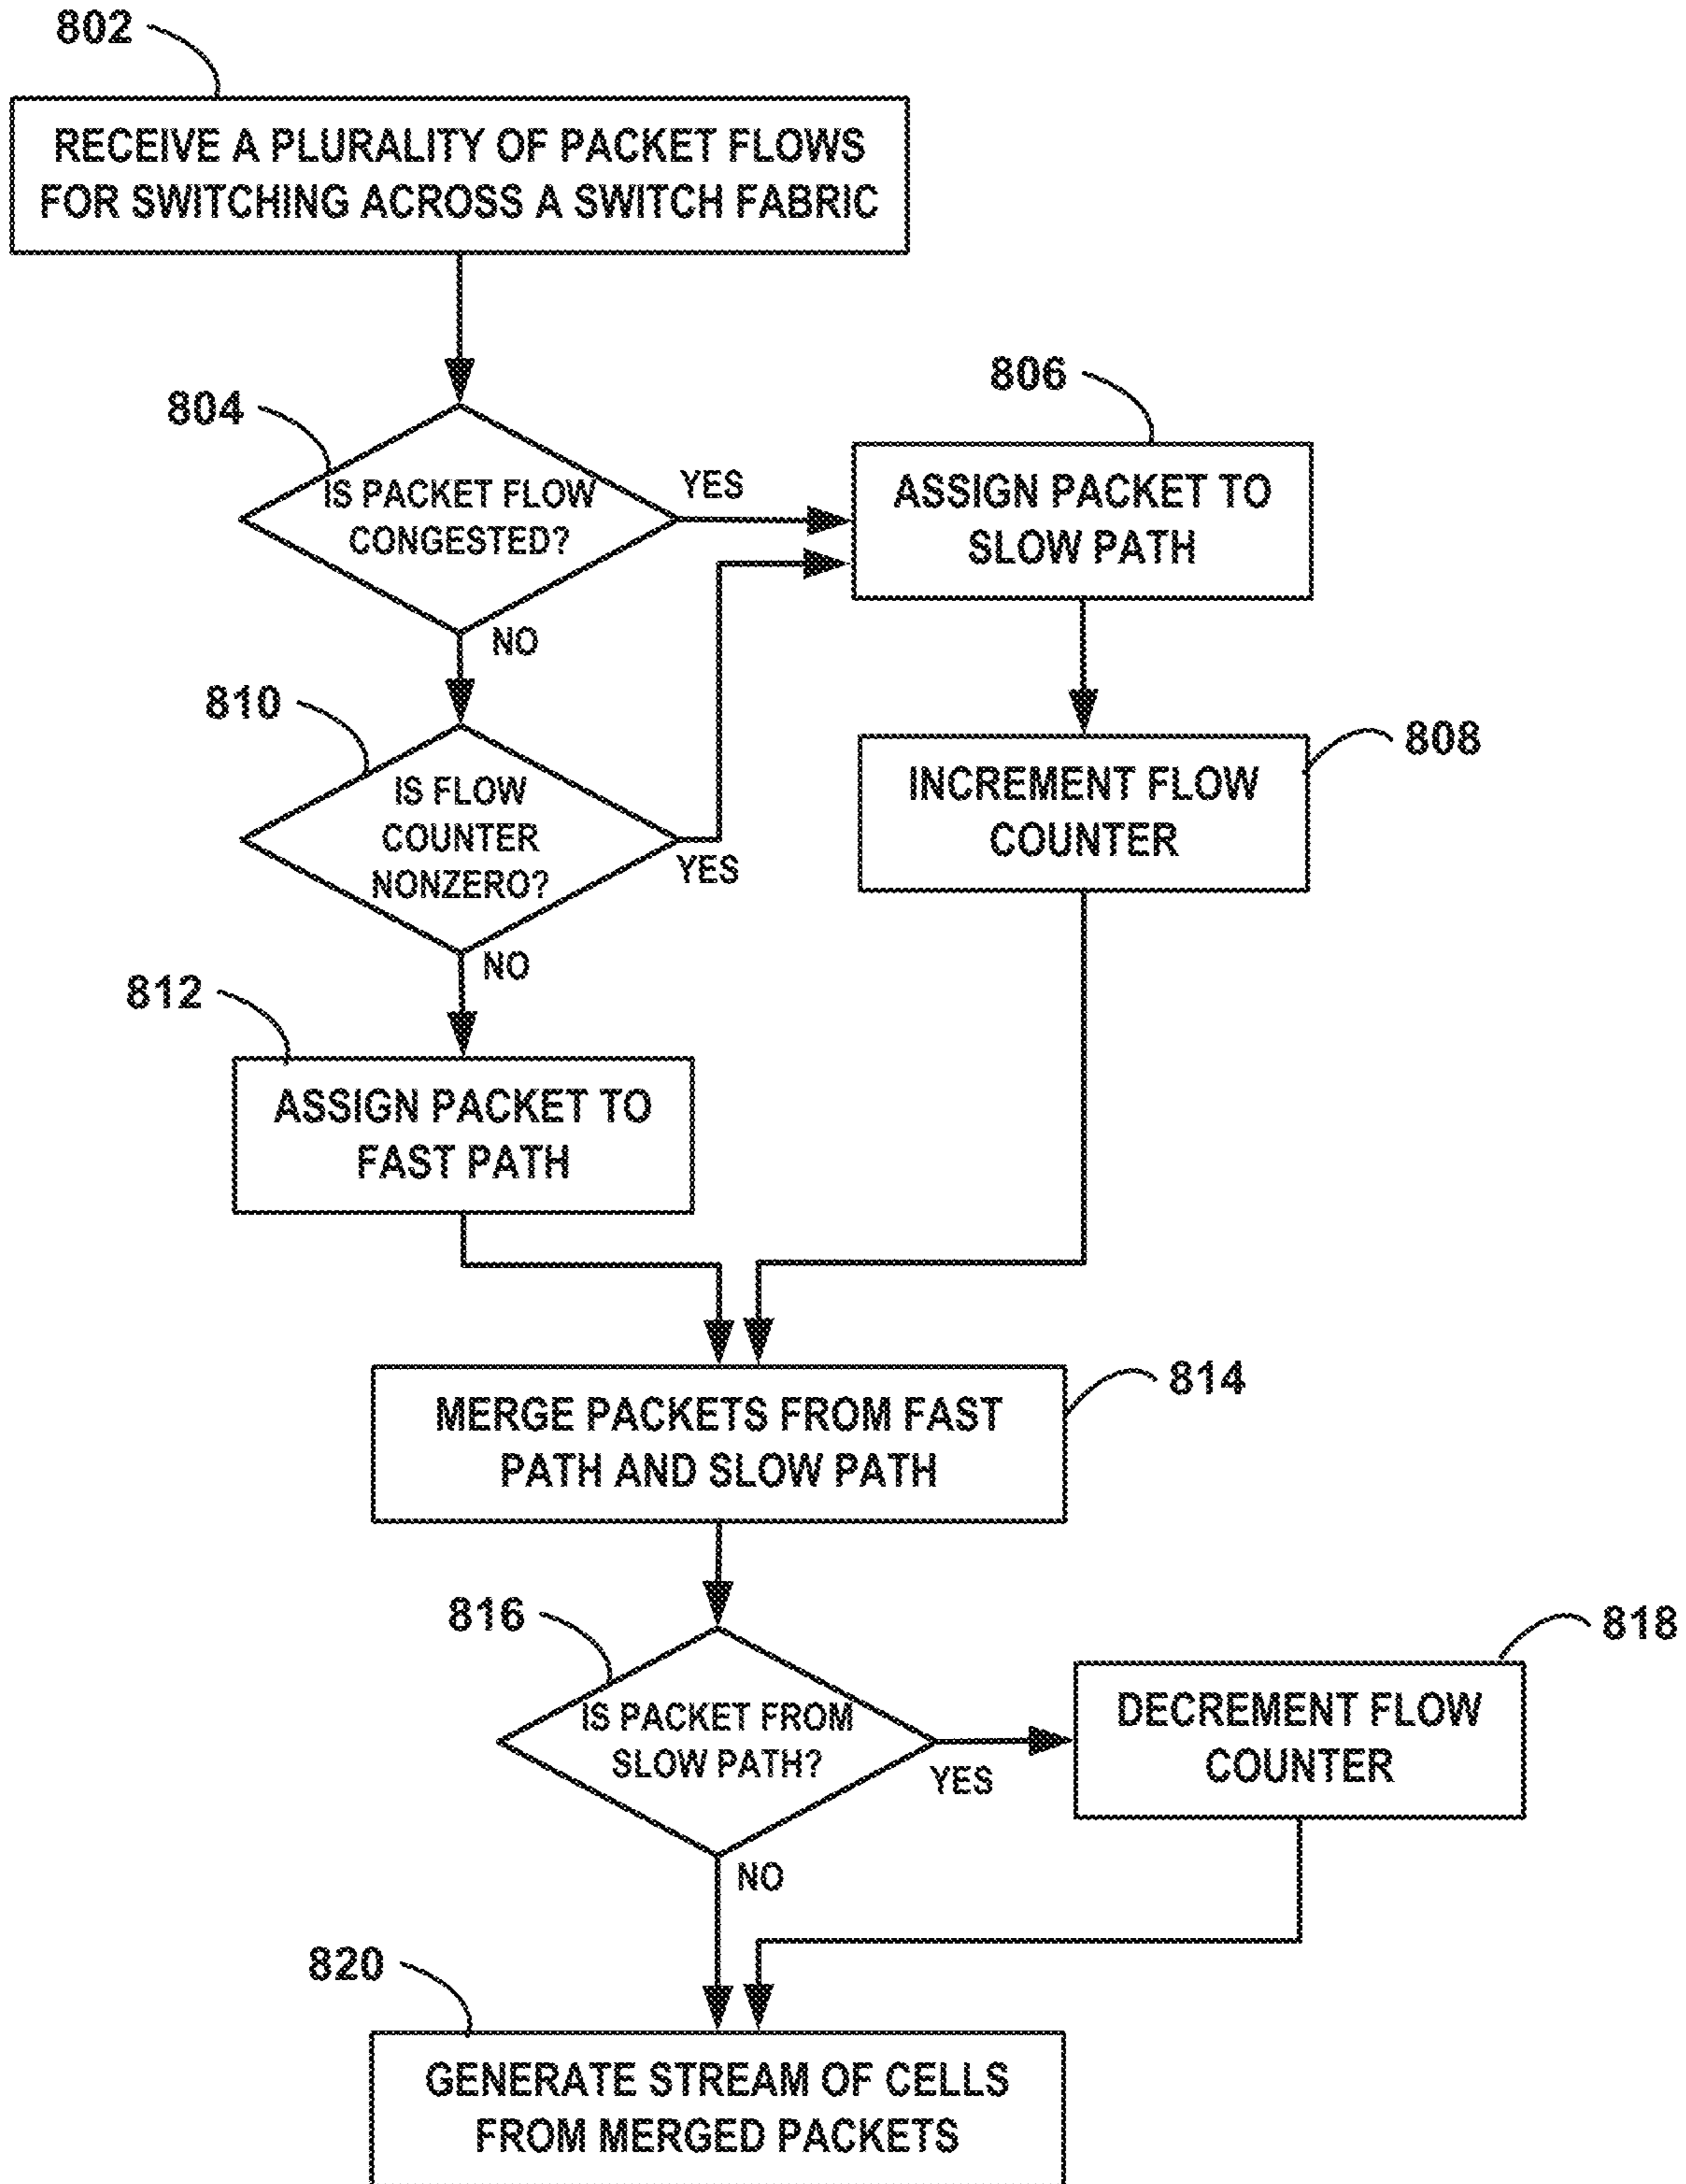 802
RECEIVE A PLURALITY OF PACKET FLOWS
FOR SWITCHING ACROSS A SWITCH FABRIC
804
IS PACKET FLOW
CONGESTED?
YES
NO
806
ASSIGN PACKET TO
SLOW PATH
808
INCREMENT FLOW
COUNTER
810
IS FLOW
COUNTER
NONZERO?
YES
NO
812
ASSIGN PACKET TO
FAST PATH
814
MERGE PACKETS FROM FAST
PATH AND SLOW PATH
816
IS PACKET FROM
SLOW PATH?
YES
NO
818
DECREMENT FLOW
COUNTER
820
GENERATE STREAM OF CELLS
FROM MERGED PACKETS